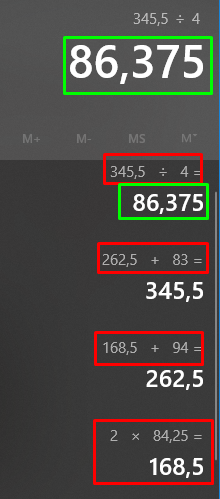 345,5 ÷ 4
86,375
M+ M- MS M˅
345,5 ÷ 4 =
86,375
262,5 + 83 =
345,5
168,5 + 94 =
262,5
2 × 84,25 =
168,5